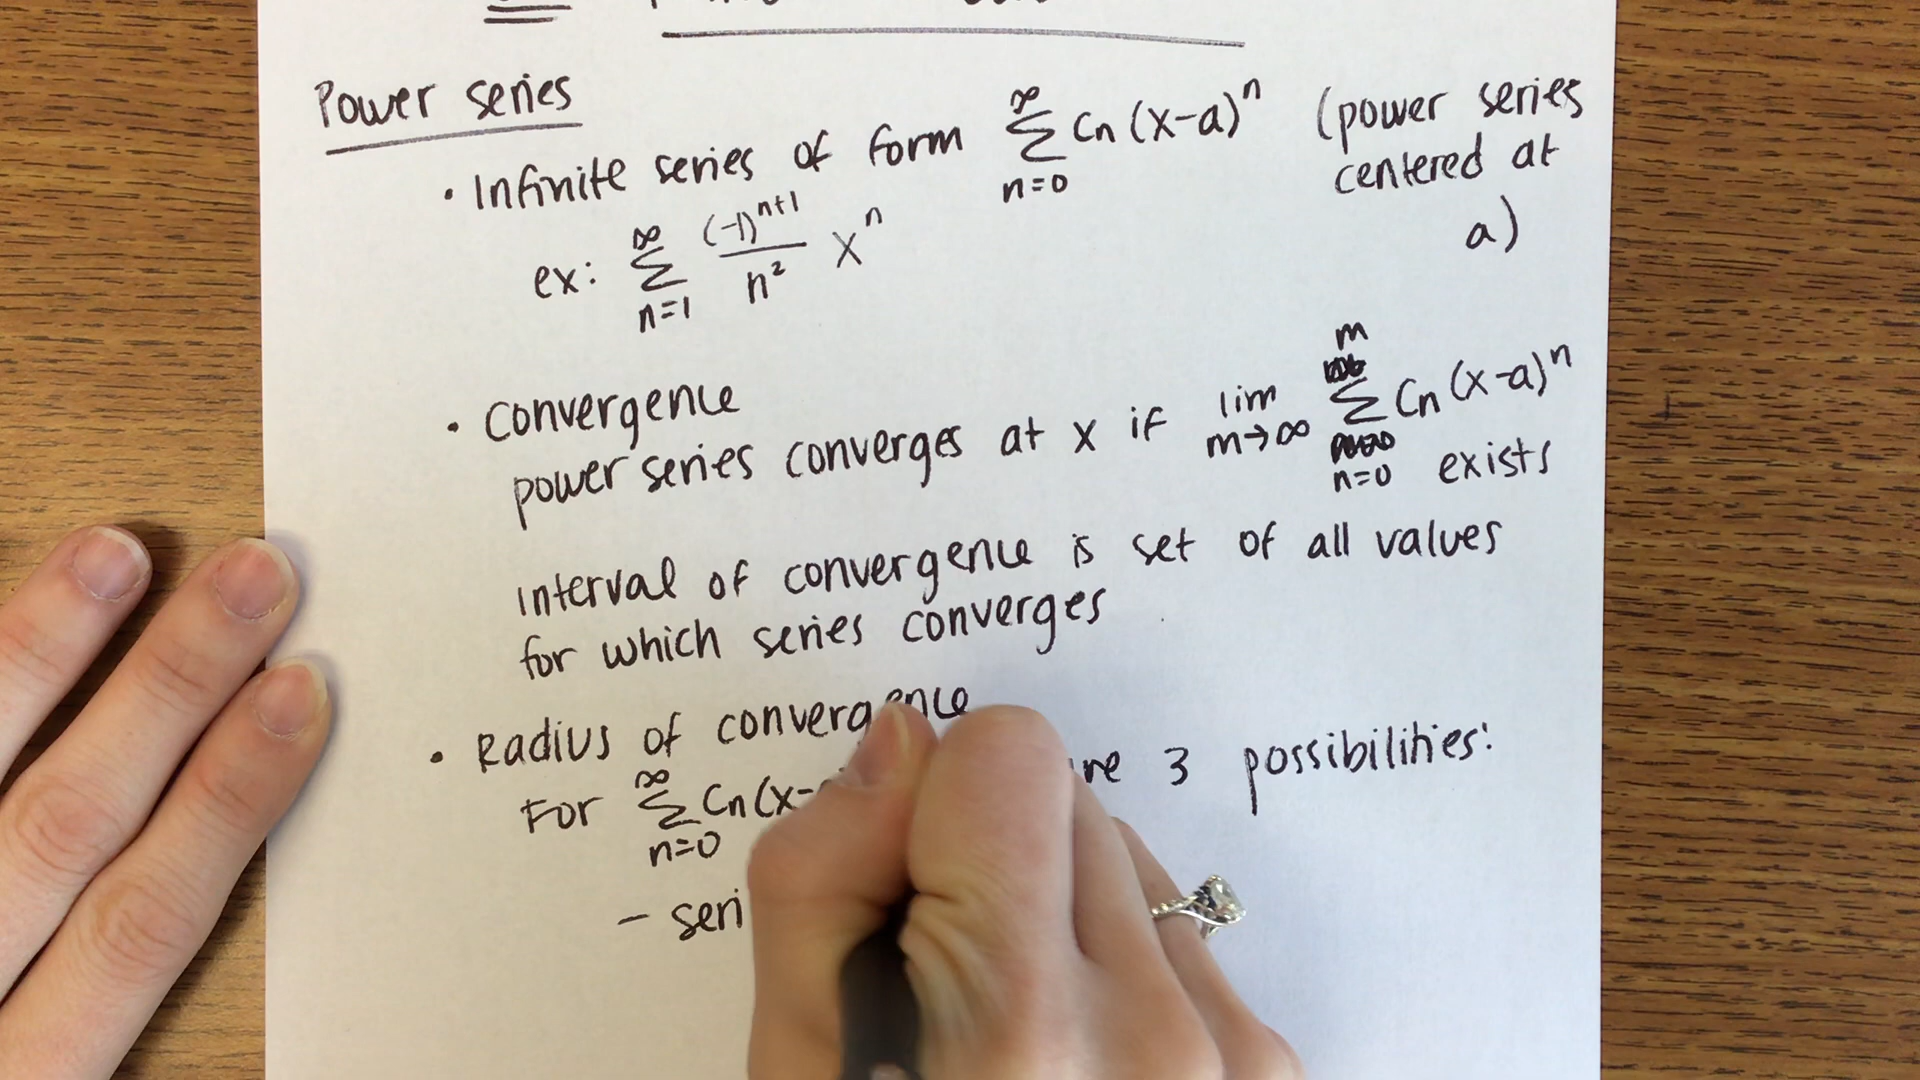 Power series
• Infinite series of form ∞ Σ n=0 Cn (x-a)^n (power series
centered at
a)
ex: ∞ Σ n=1 (-1)^n+1 / n² x^n
• Convergence
power series converges at x if lim m→∞ m Σ n=0 Cn (x-a)^n
exists
interval of convergence is set of all values
for which series converges
• Radius of convergence
For ∞ Σ n=0 Cn (x- 3 possibilities:
- seri